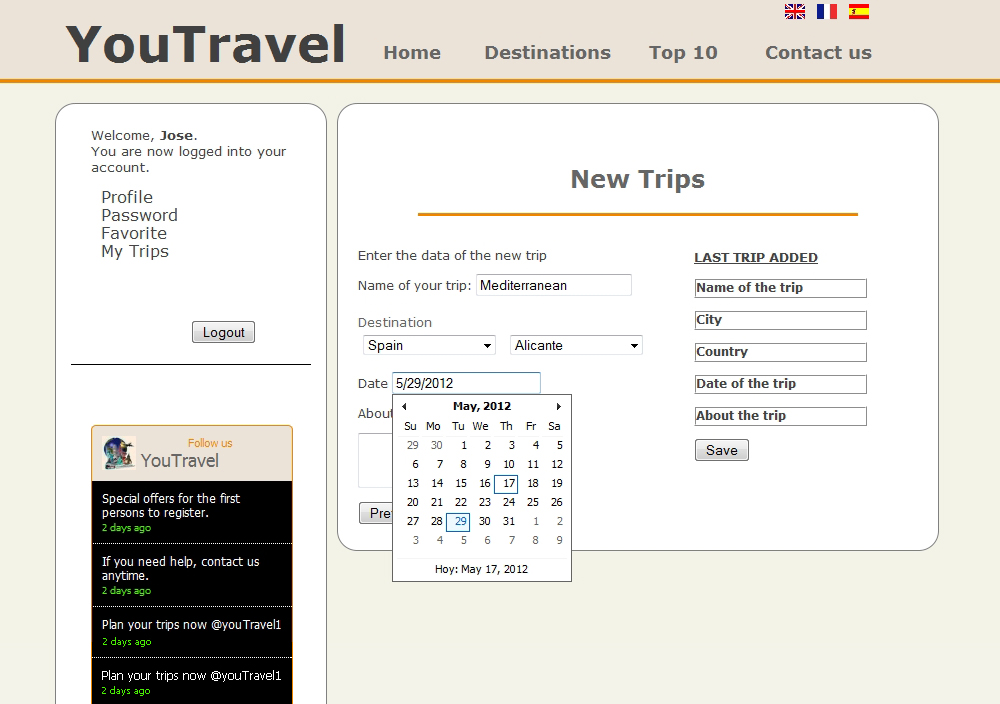 YouTravel
Home Destinations Top 10 Contact us
Welcome, Jose.
You are now logged into your
account.
Profile
Password
Favorite
My Trips
Logout
Follow us
YouTravel
Special offers for the first
persons to register.
2 days ago
If you need help, contact us
anytime.
2 days ago
Plan your trips now @youTravel1
2 days ago
Plan your trips now @youTravel1
2 days ago
New Trips
Enter the data of the new trip
Name of your trip: Mediterranean
Destination
Spain Alicante
Date 5/29/2012
May, 2012
Su Mo Tu We Th Fr Sa
29 30 1 2 3 4 5
6 7 8 9 10 11 12
13 14 15 16 17 18 19
20 21 22 23 24 25 26
27 28 29 30 31 1 2
3 4 5 6 7 8 9
Hoy: May 17, 2012
LAST TRIP ADDED
Name of the trip
City
Country
Date of the trip
About the trip
Save